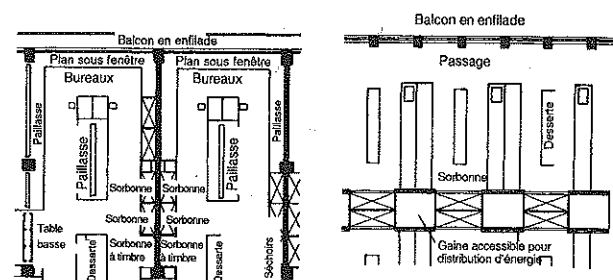 Balcon en enfilade
Plan sous fenêtre
Plan sous fenêtre
Bureaux
Bureaux
Paillasse
Paillasse
Paillasse
Paillasse
Sorbonne
Sorbonne
Sorbonne
Sorbonne
Table
basse
Desserte
Sorbonne
à timbre
Sorbonne
à timbre
Desserte
Séchoirs
Balcon en enfilade
Passage
Desserte
Sorbonne
Gaine accessible pour
distribution d'énergie